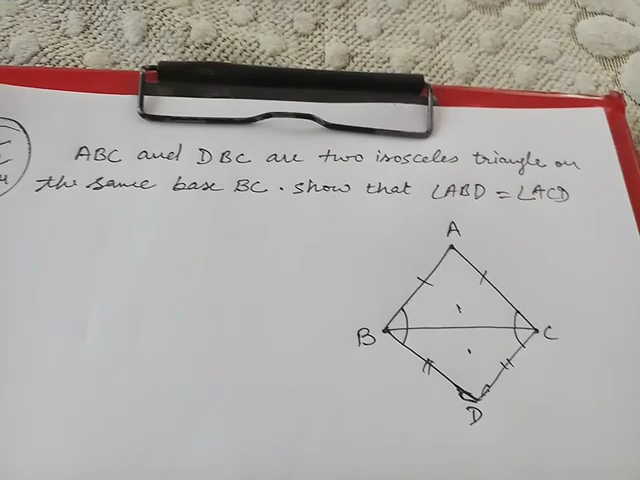 ABC and DBC are two isosceles triangle on
the same base BC. show that ∠ABD = ∠ACD
A
B
C
D